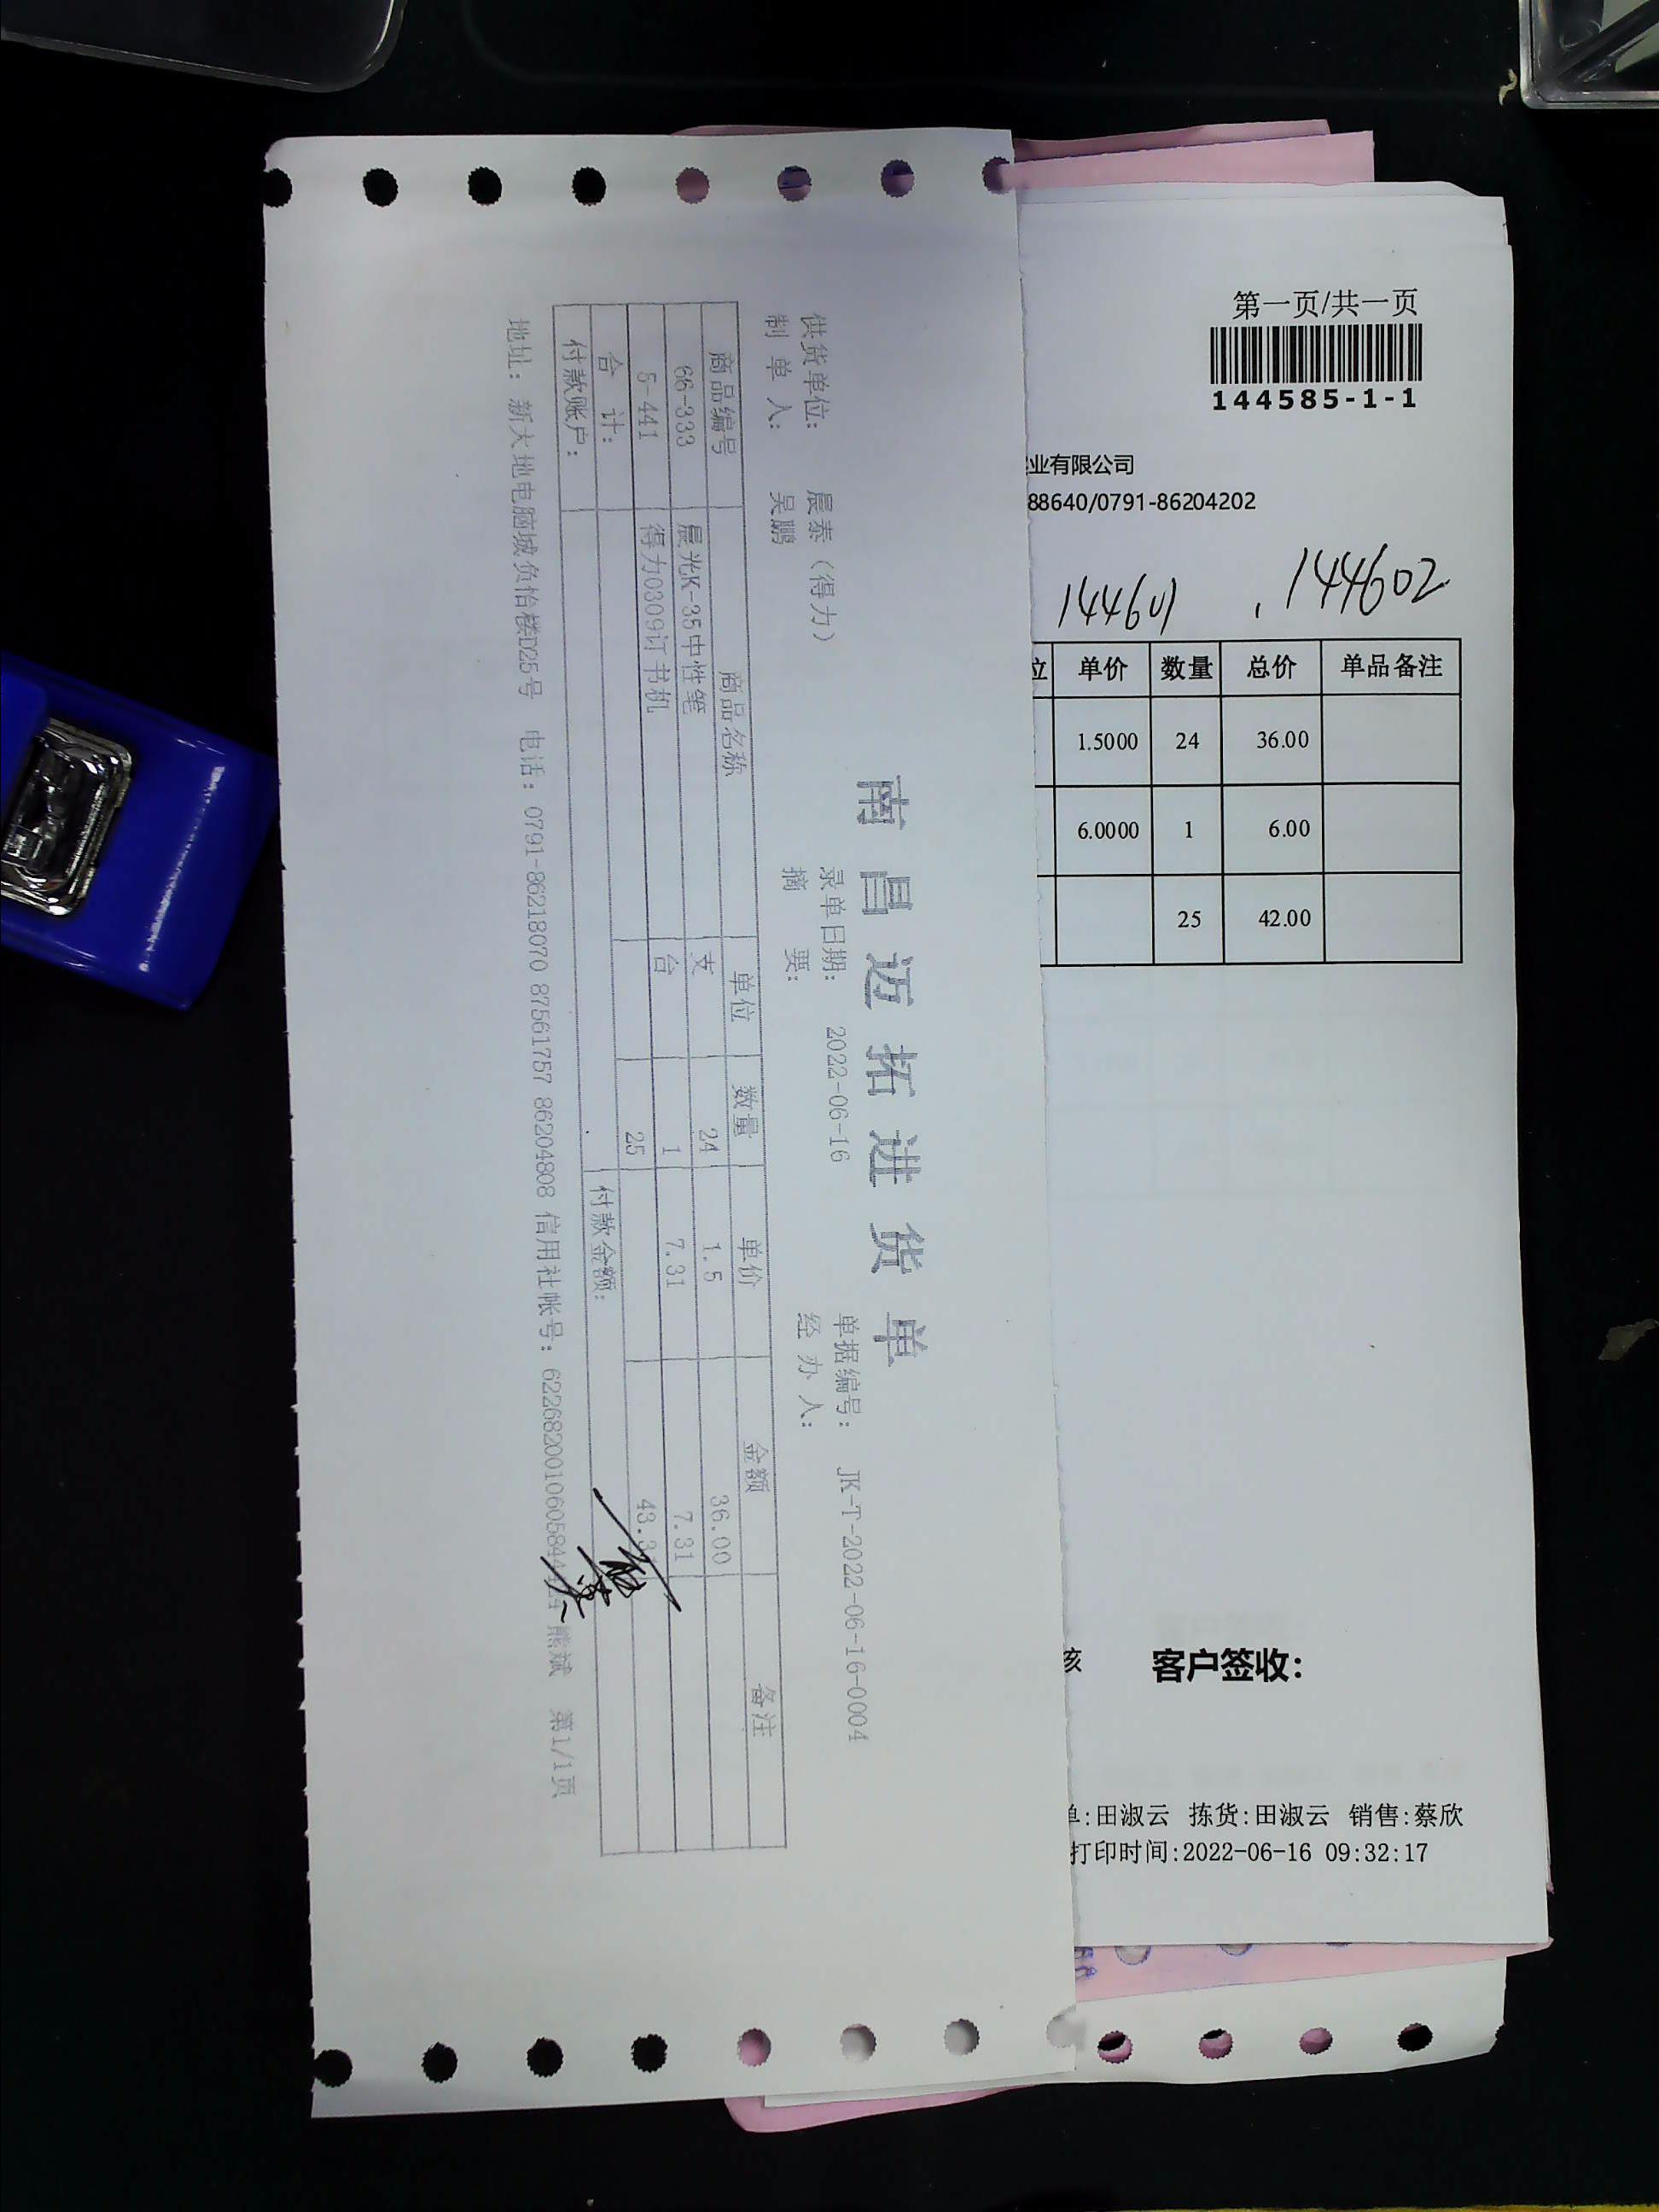 南昌迈拓进货单
供货单位: 晨泰（得力） 录单日期: 2022-06-16 单据编号: JK-T-2022-06-16-0004
制单人: 吴鹏 摘要: 经办人:
商品编号 商品名称 单位 数量 单价 金额 备注
66-333 晨光K-35中性笔 支 24 1.5 36.00
5-441 得力0309订书机 台 1 7.31 7.31
合计: 25 43.31
付款账户: 付款金额:
地址: 新大地电脑城负怡楼D25号 电话: 0791-86218070 87561757 86204808 信用社帐号: 熊斌 第1/1页
第一页/共一页
144585-1-1
业有限公司
88640/0791-86204202
144601 . 144602
位 单价 数量 总价 单品备注
1.5000 24 36.00
6.0000 1 6.00
25 42.00
核 客户签收:
单:田淑云 拣货:田淑云 销售:蔡欣
打印时间:2022-06-16 09:32:17